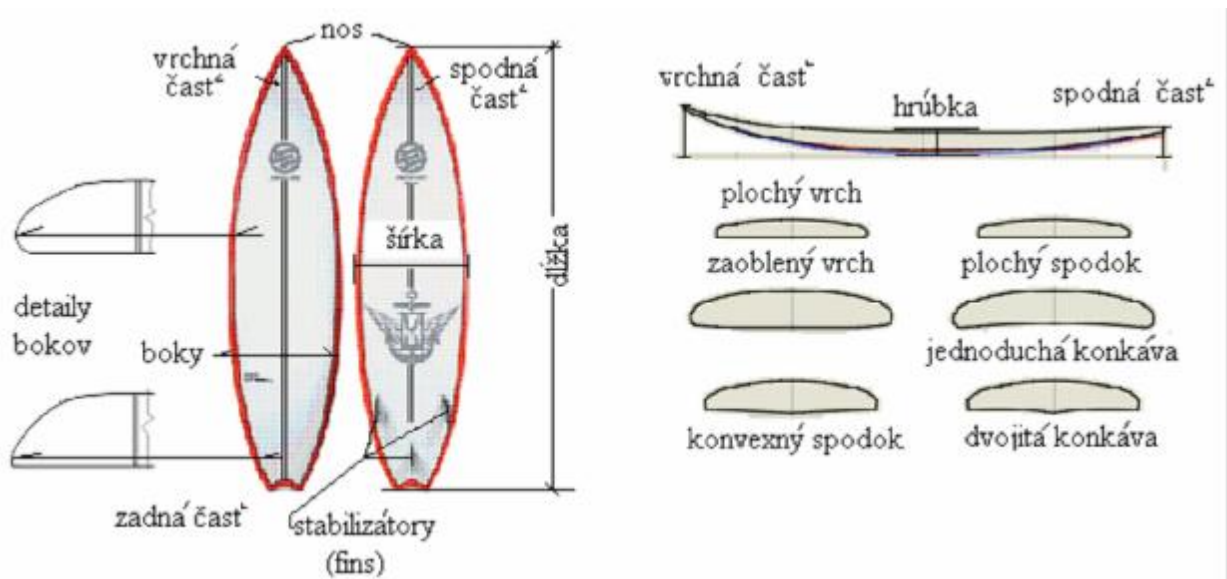 nos
vrchná
časť
spodná
časť
šírka
dĺžka
detaily
bokov
boky
zadná časť
stabilizátory
(fins)
vrchná časť
hrúbka
spodná časť
plochý vrch
zaoblený vrch
plochý spodok
jednoduchá konkáva
konvexný spodok
dvojitá konkáva